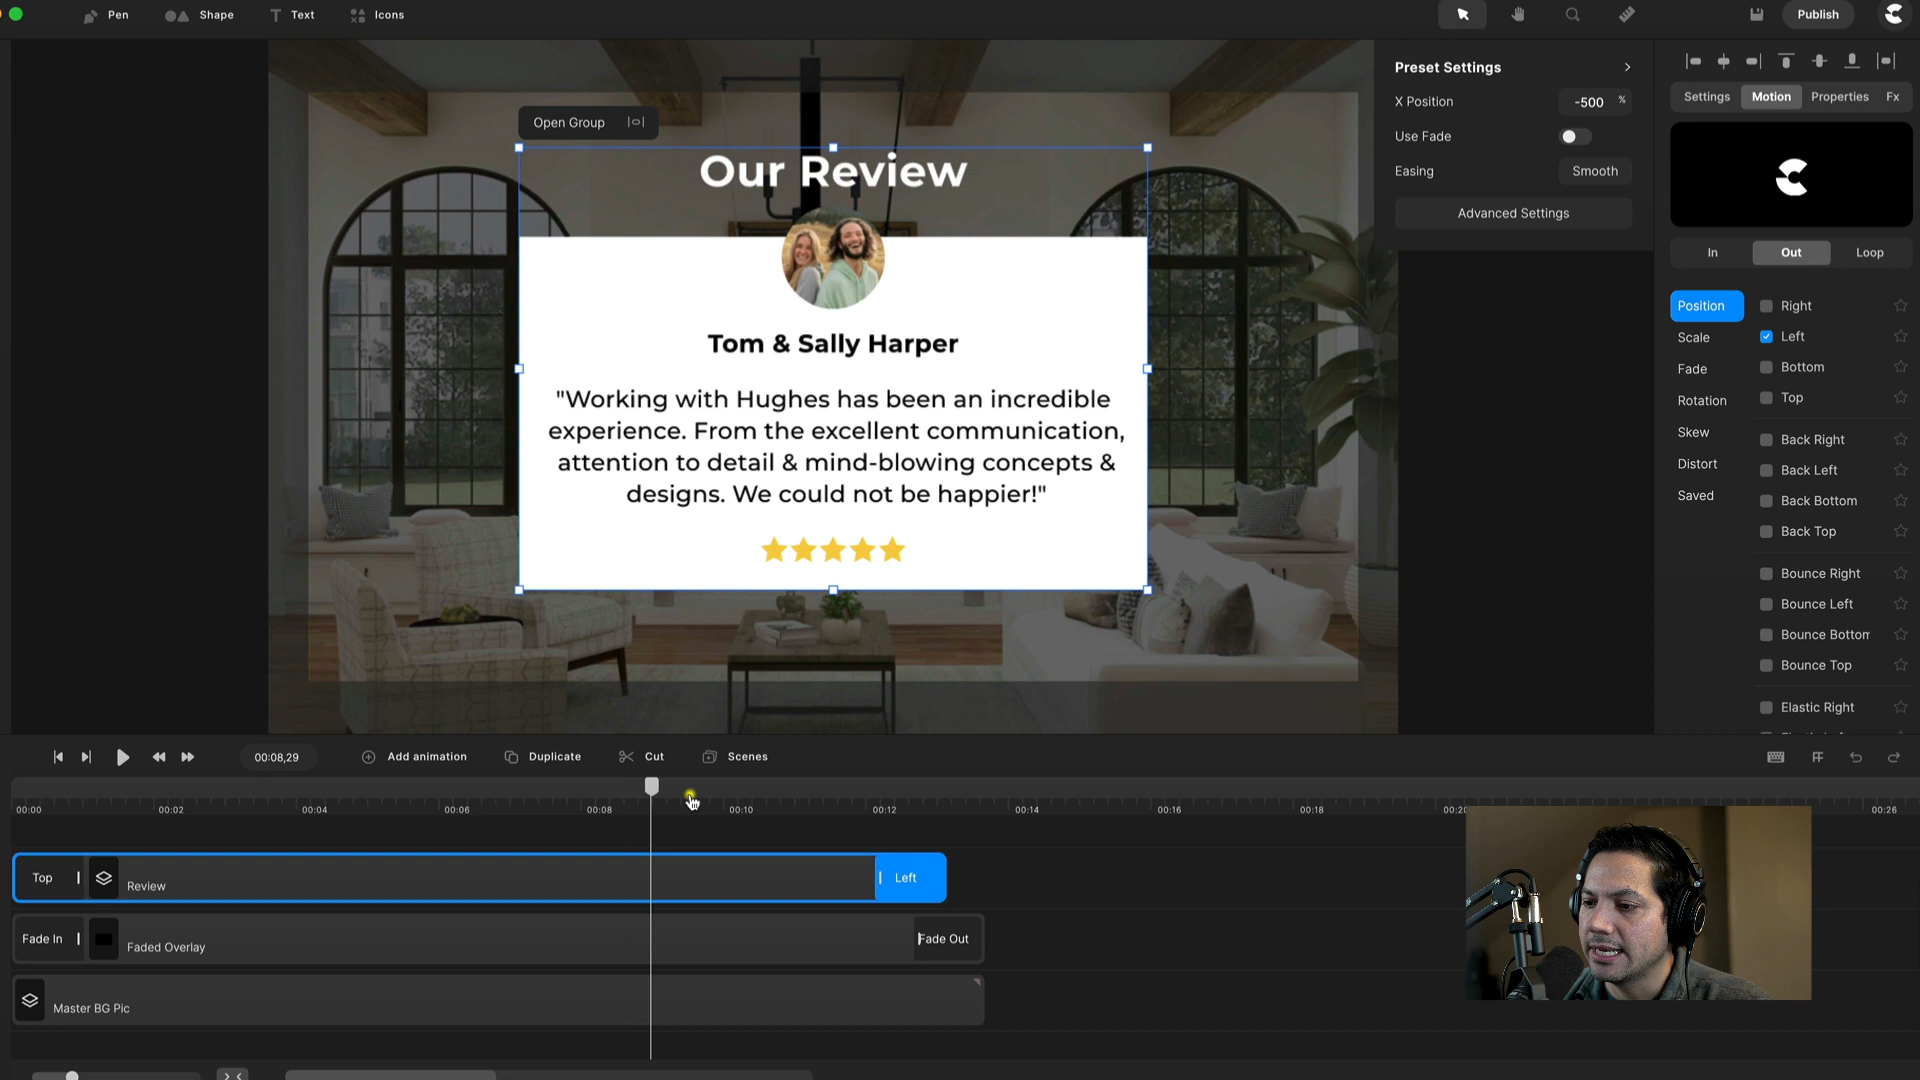 Pen
Shape
Text
Icons
Publish
Preset Settings
X Position
-500 %
Use Fade
Easing
Smooth
Advanced Settings
Settings
Motion
Properties
Fx
In
Out
Loop
Position
Scale
Fade
Rotation
Skew
Distort
Saved
Right
Left
Bottom
Top
Back Right
Back Left
Back Bottom
Back Top
Bounce Right
Bounce Left
Bounce Bottom
Bounce Top
Elastic Right
Open Group
Our Review
Tom & Sally Harper
"Working with Hughes has been an incredible
experience. From the excellent communication,
attention to detail & mind-blowing concepts &
designs. We could not be happier!"
00:08,29
Add animation
Duplicate
Cut
Scenes
00:00
00:02
00:04
00:06
00:08
00:10
00:12
00:14
00:16
00:18
00:20
00:26
Top
Review
Left
Fade In
Faded Overlay
Fade Out
Master BG Pic